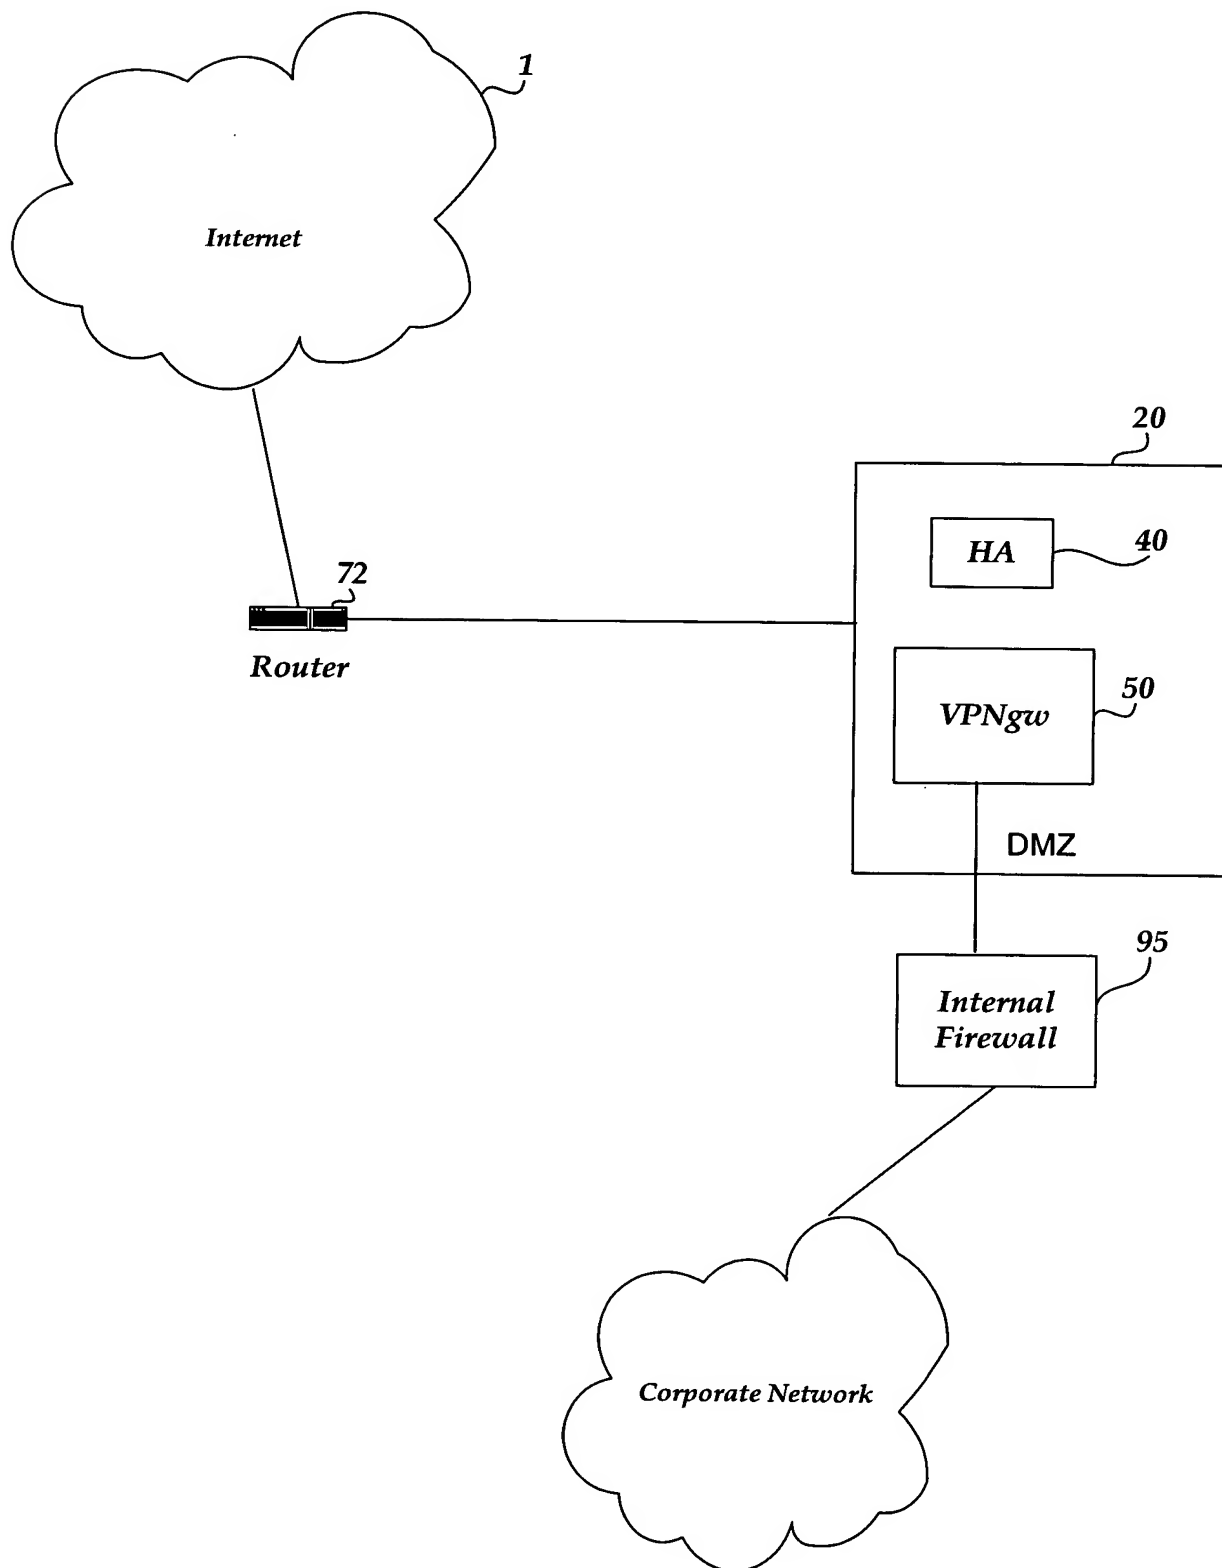 1
Internet
20
HA
40
72
Router
50
VPNgw
DMZ
95
Internal
Firewall
Corporate Network